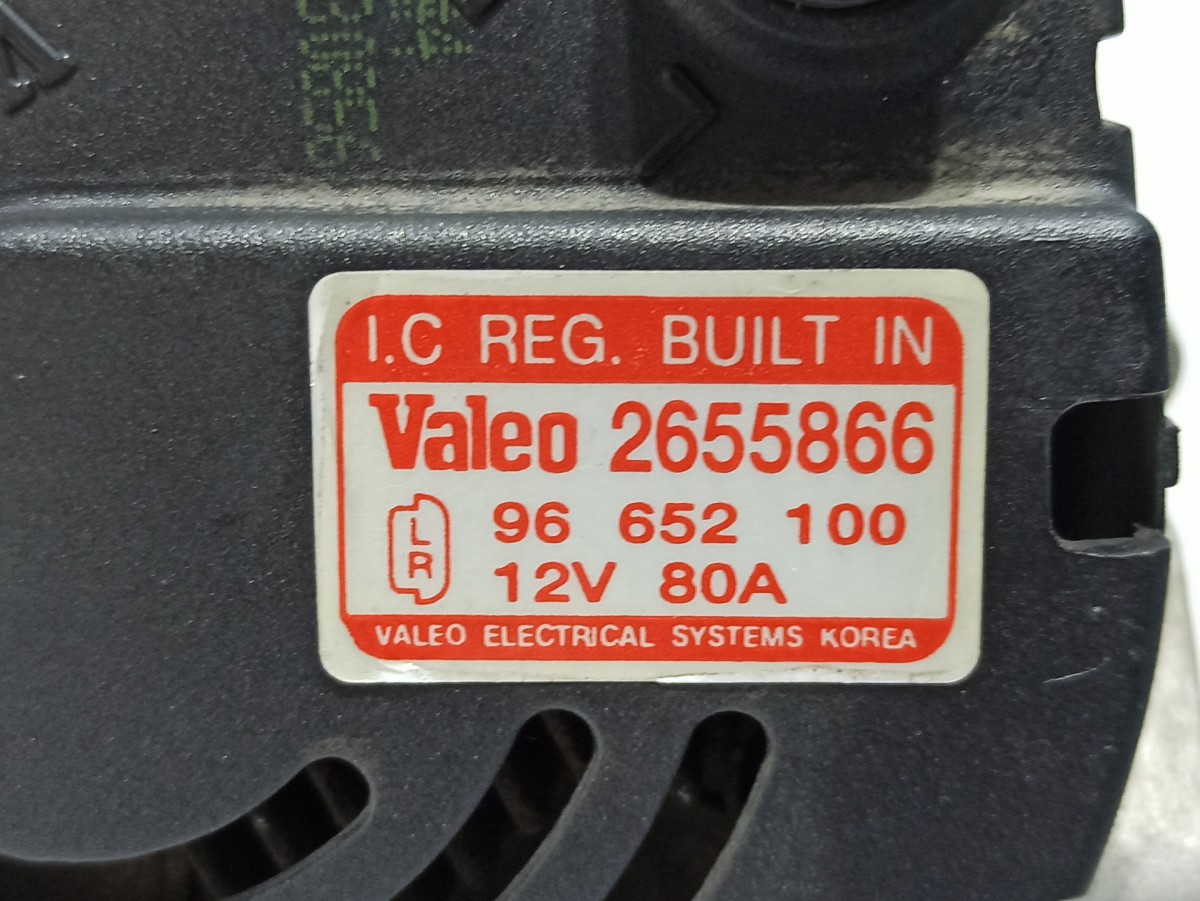 I.C REG. BUILT IN
Valeo 2655866
L
R
96 652 100
12V 80A
VALEO ELECTRICAL SYSTEMS KOREA